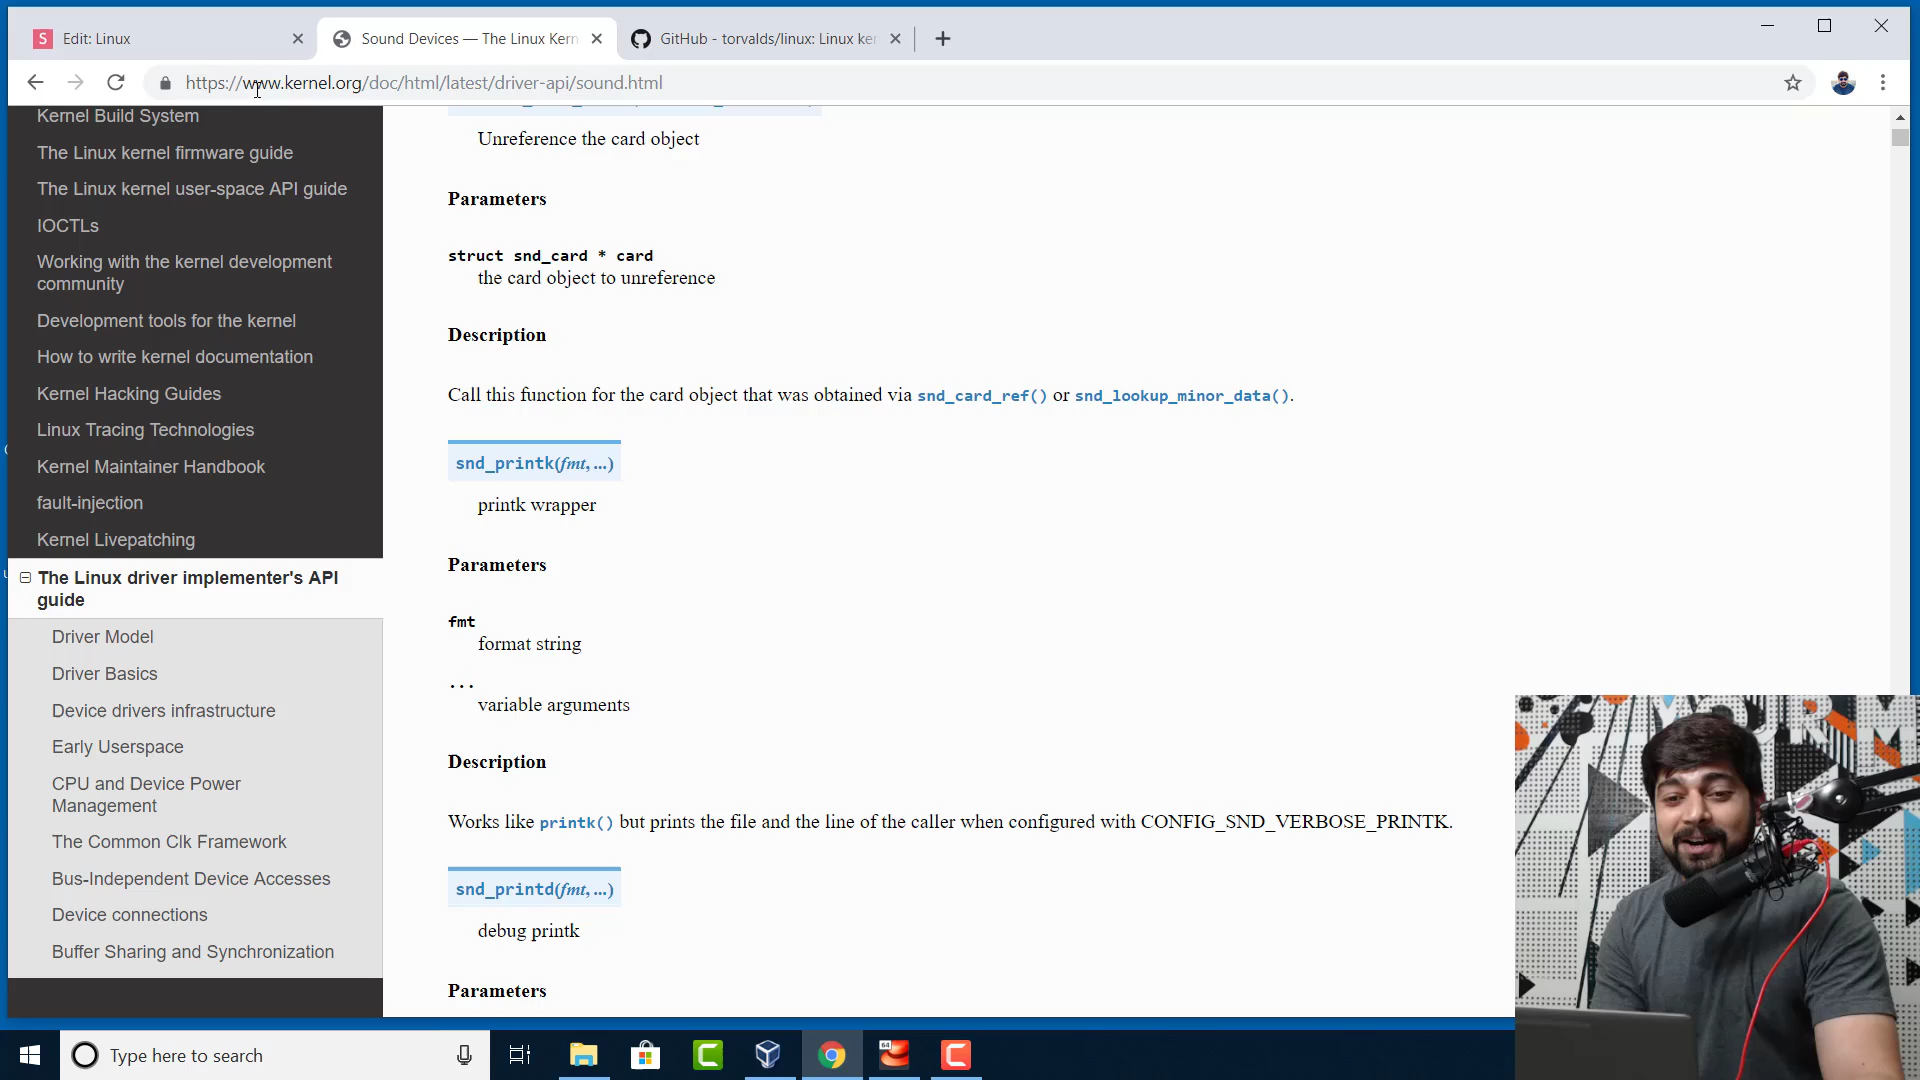 S Edit: Linux
Sound Devices — The Linux Kern
GitHub - torvalds/linux: Linux ke
https://www.kernel.org/doc/html/latest/driver-api/sound.html
Kernel Build System
The Linux kernel firmware guide
The Linux kernel user-space API guide
IOCTLs
Working with the kernel development
community
Development tools for the kernel
How to write kernel documentation
Kernel Hacking Guides
Linux Tracing Technologies
Kernel Maintainer Handbook
fault-injection
Kernel Livepatching
The Linux driver implementer's API
guide
Driver Model
Driver Basics
Device drivers infrastructure
Early Userspace
CPU and Device Power
Management
The Common Clk Framework
Bus-Independent Device Accesses
Device connections
Buffer Sharing and Synchronization
Unreference the card object
Parameters
struct snd_card * card
the card object to unreference
Description
Call this function for the card object that was obtained via snd_card_ref() or snd_lookup_minor_data().
snd_printk(fmt, ...)
printk wrapper
Parameters
fmt
format string
...
variable arguments
Description
Works like printk() but prints the file and the line of the caller when configured with CONFIG_SND_VERBOSE_PRINTK.
snd_printd(fmt, ...)
debug printk
Parameters
Type here to search
64